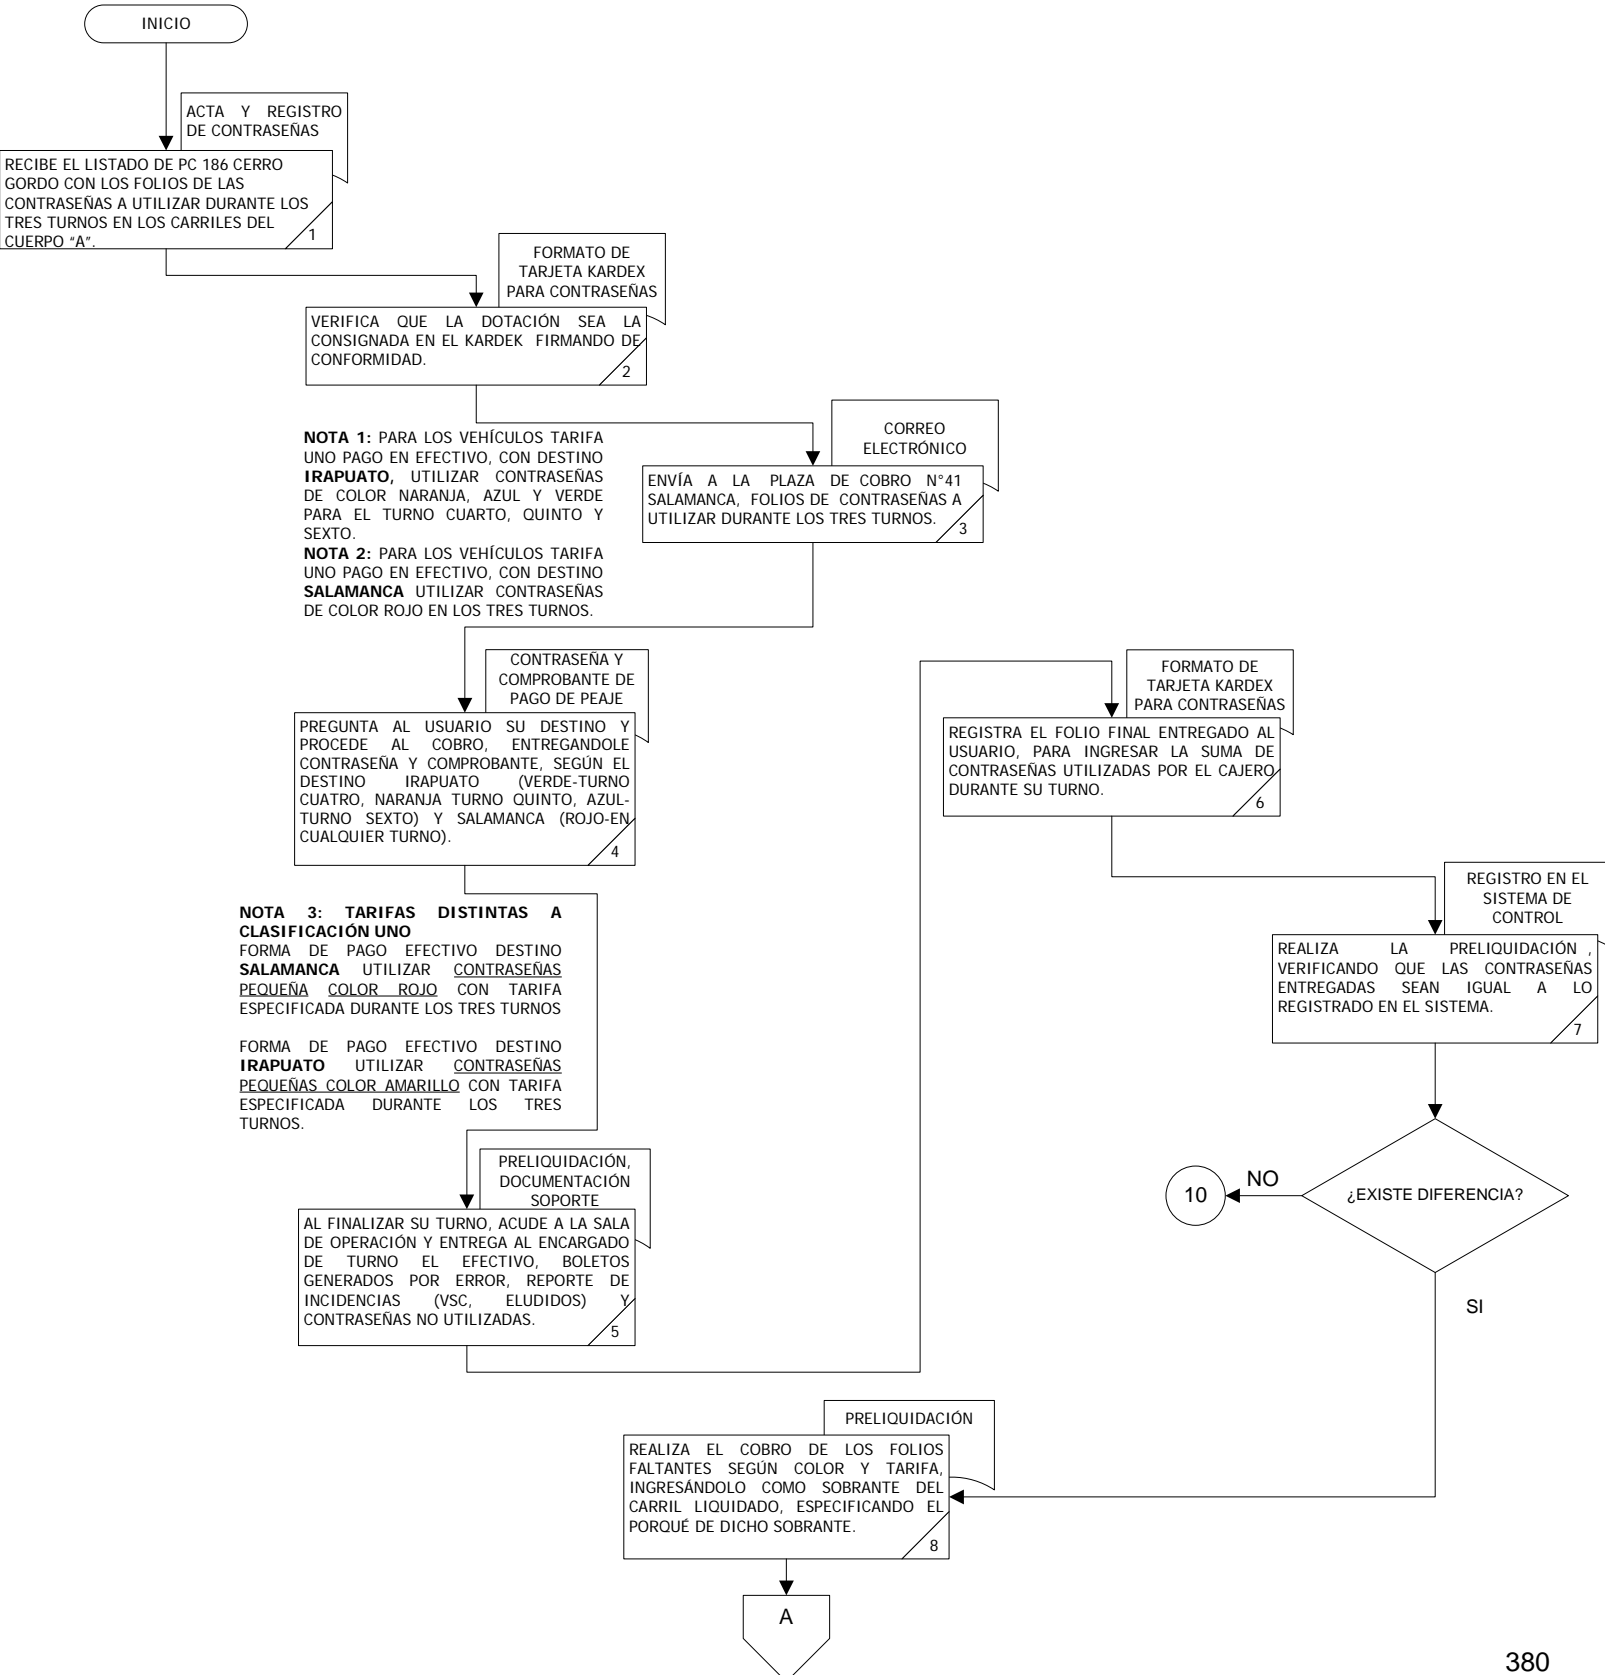 INICIO
ACTA Y REGISTRO
DE CONTRASEÑAS
RECIBE EL LISTADO DE PC 186 CERRO
GORDO CON LOS FOLIOS DE LAS
CONTRASEÑAS A UTILIZAR DURANTE LOS
TRES TURNOS EN LOS CARRILES DEL
CUERPO “A”.
1
FORMATO DE
TARJETA KARDEX
PARA CONTRASEÑAS
VERIFICA QUE LA DOTACIÓN SEA LA
CONSIGNADA EN EL KARDEK FIRMANDO DE
CONFORMIDAD.
2
CORREO
ELECTRÓNICO
ENVÍA A LA PLAZA DE COBRO N°41
SALAMANCA, FOLIOS DE CONTRASEÑAS A
UTILIZAR DURANTE LOS TRES TURNOS.
3
NOTA 1: PARA LOS VEHÍCULOS TARIFA
UNO PAGO EN EFECTIVO, CON DESTINO
IRAPUATO, UTILIZAR CONTRASEÑAS
DE COLOR NARANJA, AZUL Y VERDE
PARA EL TURNO CUARTO, QUINTO Y
SEXTO.
NOTA 2: PARA LOS VEHÍCULOS TARIFA
UNO PAGO EN EFECTIVO, CON DESTINO
SALAMANCA UTILIZAR CONTRASEÑAS
DE COLOR ROJO EN LOS TRES TURNOS.
CONTRASEÑA Y
COMPROBANTE DE
PAGO DE PEAJE
PREGUNTA AL USUARIO SU DESTINO Y
PROCEDE AL COBRO, ENTREGANDOLE
CONTRASEÑA Y COMPROBANTE, SEGÚN EL
DESTINO IRAPUATO (VERDE-TURNO
CUATRO, NARANJA TURNO QUINTO, AZUL-
TURNO SEXTO) Y SALAMANCA (ROJO-EN
CUALQUIER TURNO).
4
NOTA 3: TARIFAS DISTINTAS A
CLASIFICACIÓN UNO
FORMA DE PAGO EFECTIVO DESTINO
SALAMANCA UTILIZAR CONTRASEÑAS
PEQUEÑA COLOR ROJO CON TARIFA
ESPECIFICADA DURANTE LOS TRES TURNOS
FORMA DE PAGO EFECTIVO DESTINO
IRAPUATO UTILIZAR CONTRASEÑAS
PEQUEÑAS COLOR AMARILLO CON TARIFA
ESPECIFICADA DURANTE LOS TRES
TURNOS.
PRELIQUIDACIÓN,
DOCUMENTACIÓN
SOPORTE
AL FINALIZAR SU TURNO, ACUDE A LA SALA
DE OPERACIÓN Y ENTREGA AL ENCARGADO
DE TURNO EL EFECTIVO, BOLETOS
GENERADOS POR ERROR, REPORTE DE
INCIDENCIAS (VSC, ELUDIDOS) Y
CONTRASEÑAS NO UTILIZADAS.
5
FORMATO DE
TARJETA KARDEX
PARA CONTRASEÑAS
REGISTRA EL FOLIO FINAL ENTREGADO AL
USUARIO, PARA INGRESAR LA SUMA DE
CONTRASEÑAS UTILIZADAS POR EL CAJERO
DURANTE SU TURNO.
6
REGISTRO EN EL
SISTEMA DE
CONTROL
REALIZA LA PRELIQUIDACIÓN ,
VERIFICANDO QUE LAS CONTRASEÑAS
ENTREGADAS SEAN IGUAL A LO
REGISTRADO EN EL SISTEMA.
7
¿EXISTE DIFERENCIA?
NO
10
SI
PRELIQUIDACIÓN
REALIZA EL COBRO DE LOS FOLIOS
FALTANTES SEGÚN COLOR Y TARIFA,
INGRESÁNDOLO COMO SOBRANTE DEL
CARRIL LIQUIDADO, ESPECIFICANDO EL
PORQUÉ DE DICHO SOBRANTE.
8
A
380